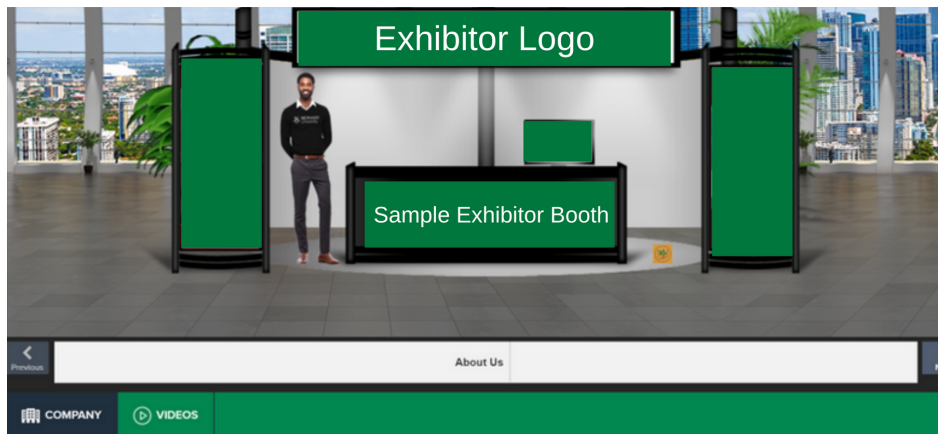 Exhibitor Logo
Sample Exhibitor Booth
Previous
About Us
COMPANY
VIDEOS